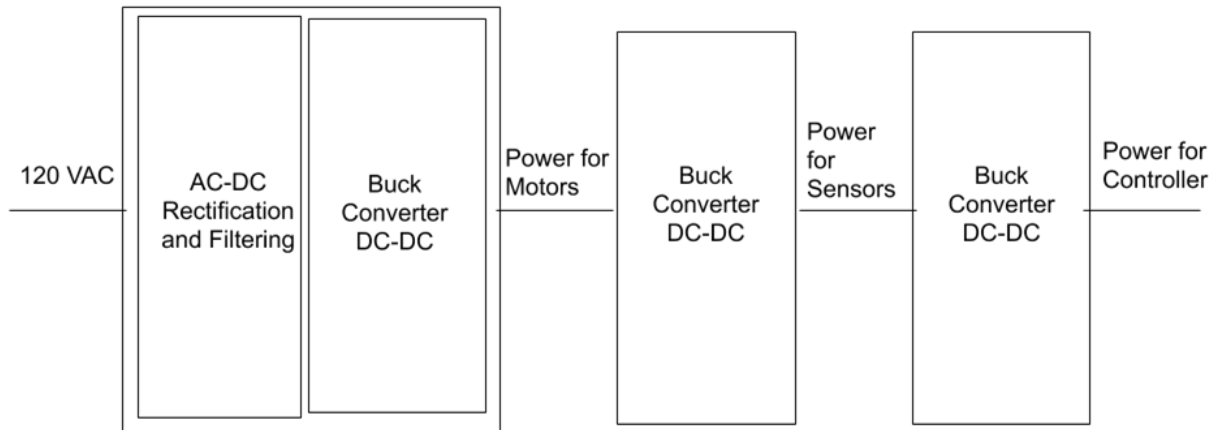 120 VAC
AC-DC
Rectification
and Filtering
Buck
Converter
DC-DC
Power for
Motors
Buck
Converter
DC-DC
Power
for
Sensors
Buck
Converter
DC-DC
Power for
Controller